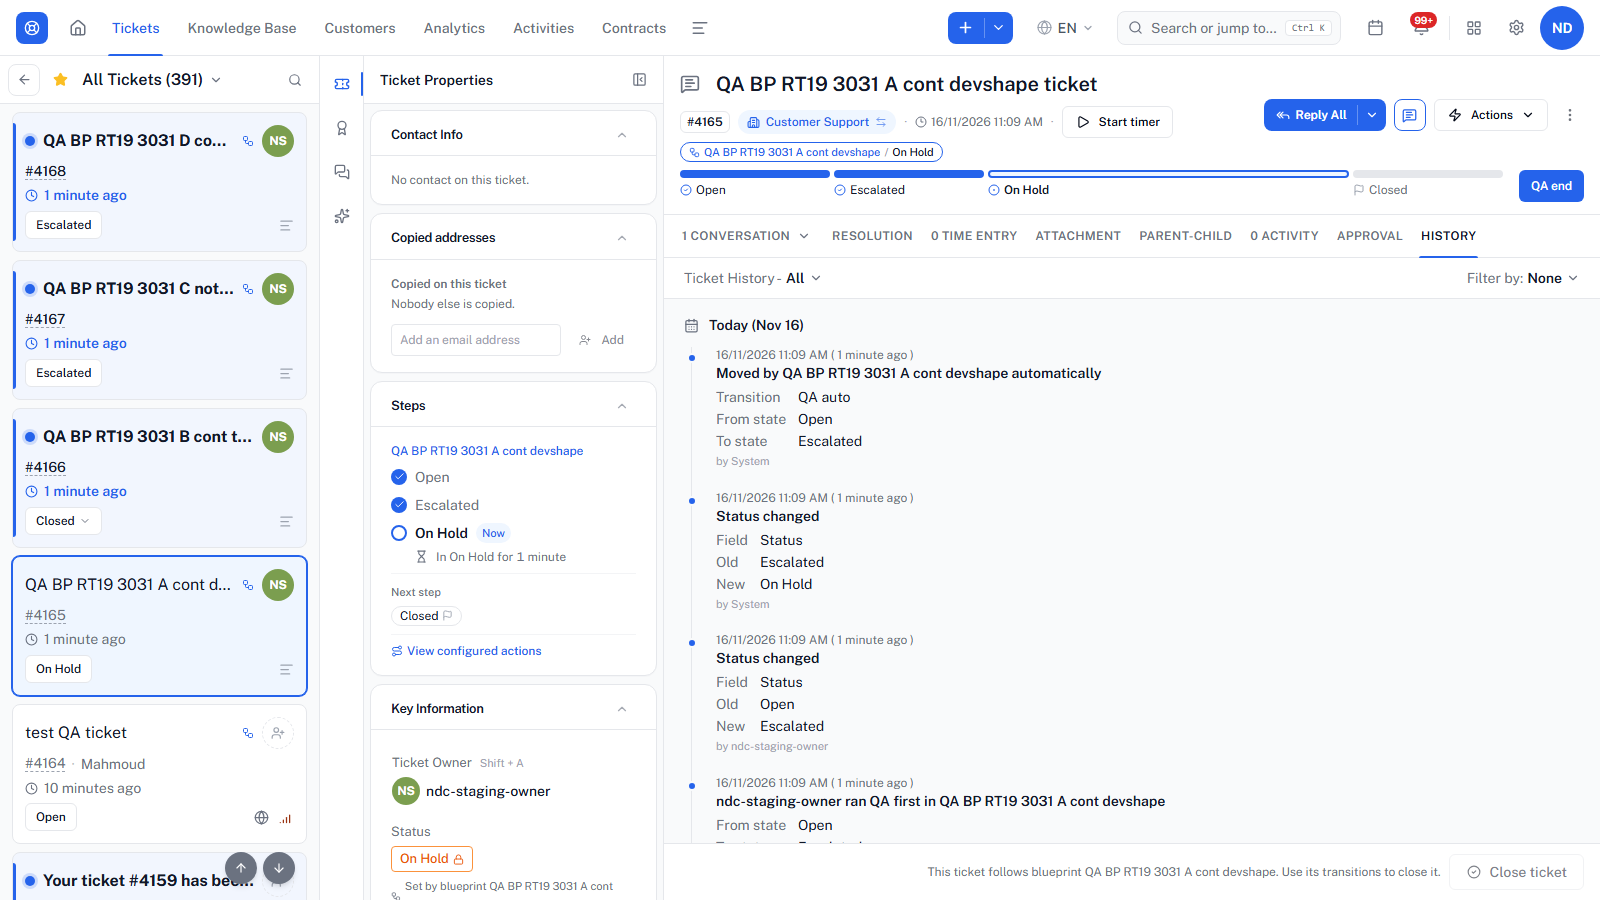 Tickets
Knowledge Base
Customers
Analytics
Activities
Contracts
EN
Search or jump to...
Ctrl K
99+
ND
All Tickets (391)
QA BP RT19 3031 D co...
NS
#4168
1 minute ago
Escalated
QA BP RT19 3031 C not...
NS
#4167
1 minute ago
Escalated
QA BP RT19 3031 B cont t...
NS
#4166
1 minute ago
Closed
QA BP RT19 3031 A cont d...
NS
#4165
1 minute ago
On Hold
test QA ticket
#4164 · Mahmoud
10 minutes ago
Open
Your ticket #4159 has bee...
Ticket Properties
Contact Info
No contact on this ticket.
Copied addresses
Copied on this ticket
Nobody else is copied.
Add an email address
Add
Steps
QA BP RT19 3031 A cont devshape
Open
Escalated
On Hold Now
In On Hold for 1 minute
Next step
Closed
View configured actions
Key Information
Ticket Owner Shift + A
NS ndc-staging-owner
Status
On Hold
Set by blueprint QA BP RT19 3031 A cont
QA BP RT19 3031 A cont devshape ticket
#4165
Customer Support
· 16/11/2026 11:09 AM ·
Start timer
Reply All
Actions
QA BP RT19 3031 A cont devshape / On Hold
Open
Escalated
On Hold
Closed
QA end
1 CONVERSATION
RESOLUTION
0 TIME ENTRY
ATTACHMENT
PARENT-CHILD
0 ACTIVITY
APPROVAL
HISTORY
Ticket History - All
Filter by: None
Today (Nov 16)
16/11/2026 11:09 AM ( 1 minute ago )
Moved by QA BP RT19 3031 A cont devshape automatically
Transition QA auto
From state Open
To state Escalated
by System
16/11/2026 11:09 AM ( 1 minute ago )
Status changed
Field Status
Old Escalated
New On Hold
by System
16/11/2026 11:09 AM ( 1 minute ago )
Status changed
Field Status
Old Open
New Escalated
by ndc-staging-owner
16/11/2026 11:09 AM ( 1 minute ago )
ndc-staging-owner ran QA first in QA BP RT19 3031 A cont devshape
From state Open
This ticket follows blueprint QA BP RT19 3031 A cont devshape. Use its transitions to close it.
Close ticket